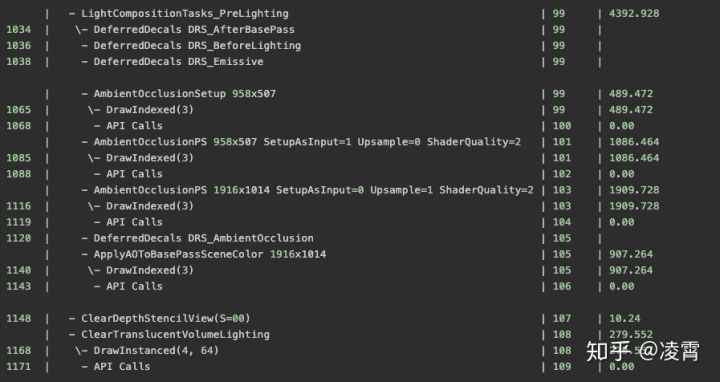 | - LightCompositionTasks_PreLighting | 99 | 4392.928
1034 | \- DeferredDecals DRS_AfterBasePass | 99 |
1036 | - DeferredDecals DRS_BeforeLighting | 99 |
1038 | - DeferredDecals DRS_Emissive | 99 |
| - AmbientOcclusionSetup 958x507 | 99 | 489.472
1065 | \- DrawIndexed(3) | 99 | 489.472
1068 | - API Calls | 100 | 0.00
| - AmbientOcclusionPS 958x507 SetupAsInput=1 Upsample=0 ShaderQuality=2 | 101 | 1086.464
1085 | \- DrawIndexed(3) | 101 | 1086.464
1088 | - API Calls | 102 | 0.00
| - AmbientOcclusionPS 1916x1014 SetupAsInput=0 Upsample=1 ShaderQuality=2 | 103 | 1909.728
1116 | \- DrawIndexed(3) | 103 | 1909.728
1119 | - API Calls | 104 | 0.00
1120 | - DeferredDecals DRS_AmbientOcclusion | 105 |
| - ApplyAOToBasePassSceneColor 1916x1014 | 105 | 907.264
1140 | \- DrawIndexed(3) | 105 | 907.264
1143 | - API Calls | 106 | 0.00
1148 | - ClearDepthStencilView(S=00) | 107 | 10.24
| - ClearTranslucentVolumeLighting | 108 | 279.552
1168 | \- DrawInstanced(4, 64) | 108 |
1171 | - API Calls | 109 | 0.00
知乎 @凌霄